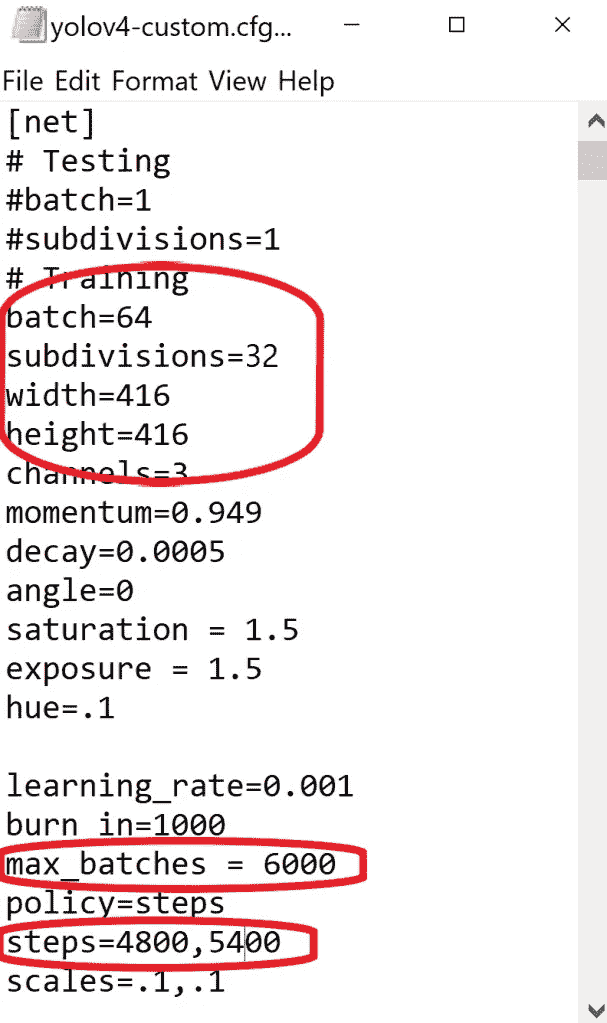 yolov4-custom.cfg...
File Edit Format View Help
[net]
# Testing
#batch=1
#subdivisions=1
# Training
batch=64
subdivisions=32
width=416
height=416
channels=3
momentum=0.949
decay=0.0005
angle=0
saturation = 1.5
exposure = 1.5
hue=.1
learning_rate=0.001
burn_in=1000
max_batches = 6000
policy=steps
steps=4800,5400
scales=.1,.1